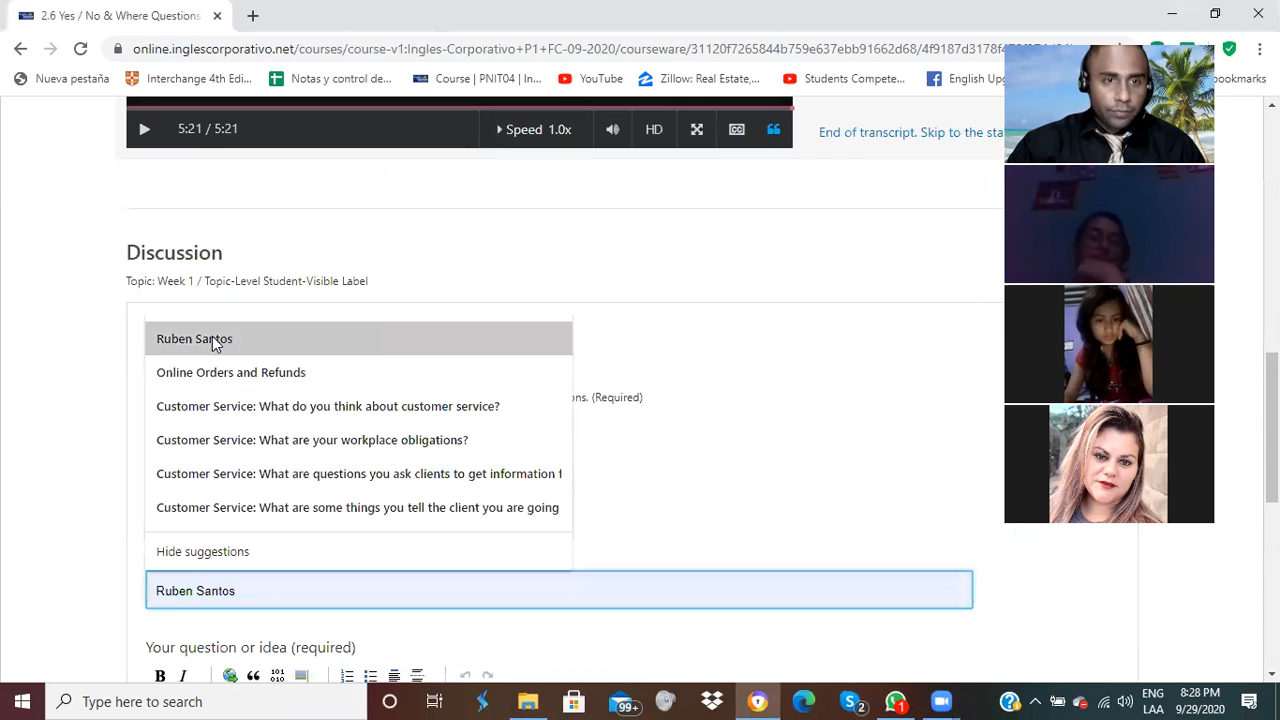 2.6 Yes / No & Where Questions
online.inglescorporativo.net/courses/course-v1:Ingles-Corporativo+P1+FC-09-2020/courseware/31120f7265844b759e637ebb91662d68/4f9187d3178f4
Nueva pestaña
Interchange 4th Edi...
Notas y control de...
Course | PNIT04 | In...
YouTube
Zillow: Real Estate,...
Students Compete...
English Upg
bookmarks
5:21 / 5:21
Speed 1.0x
HD
End of transcript. Skip to the sta
Discussion
Topic: Week 1 / Topic-Level Student-Visible Label
Ruben Santos
Online Orders and Refunds
ons. (Required)
Customer Service: What do you think about customer service?
Customer Service: What are your workplace obligations?
Customer Service: What are questions you ask clients to get information
Customer Service: What are some things you tell the client you are going
Hide suggestions
Ruben Santos
Your question or idea (required)
B I
Type here to search
99+
2
1
ENG
LAA
8:28 PM
9/29/2020